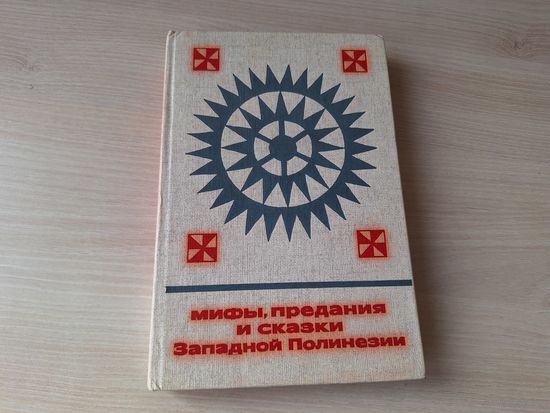 мифы, предания
и сказки
Западной Полинезии